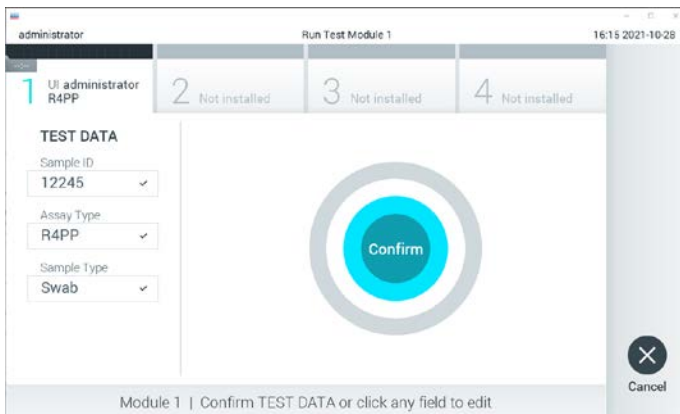 administrator Run Test Module 1 16:15 2021-10-28
1 UI administrator
R4PP
2 Not installed
3 Not installed
4 Not installed
TEST DATA
Sample ID
12245
Assay Type
R4PP
Sample Type
Swab
Confirm
Cancel
Module 1 | Confirm TEST DATA or click any field to edit